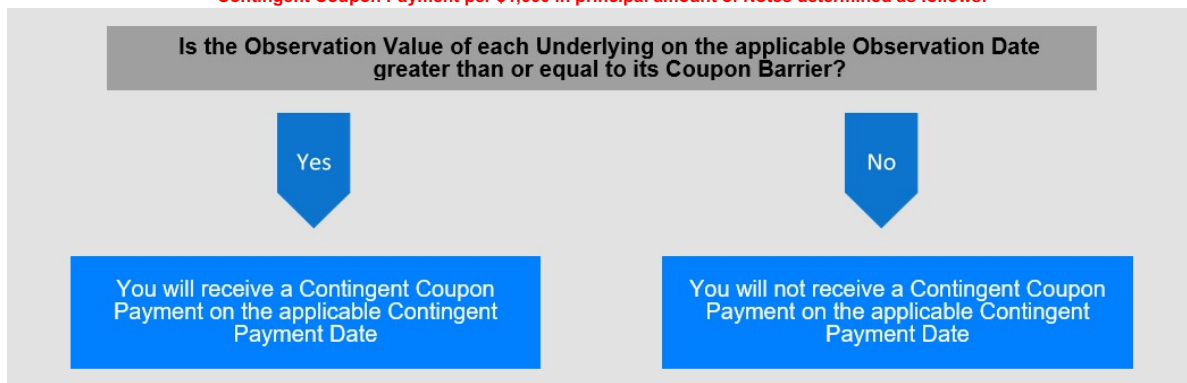 Contingent Coupon Payment per $1,000 in principal amount of Notes determined as follows:
Is the Observation Value of each Underlying on the applicable Observation Date
greater than or equal to its Coupon Barrier?
Yes
No
You will receive a Contingent Coupon
Payment on the applicable Contingent
Payment Date
You will not receive a Contingent Coupon
Payment on the applicable Contingent
Payment Date